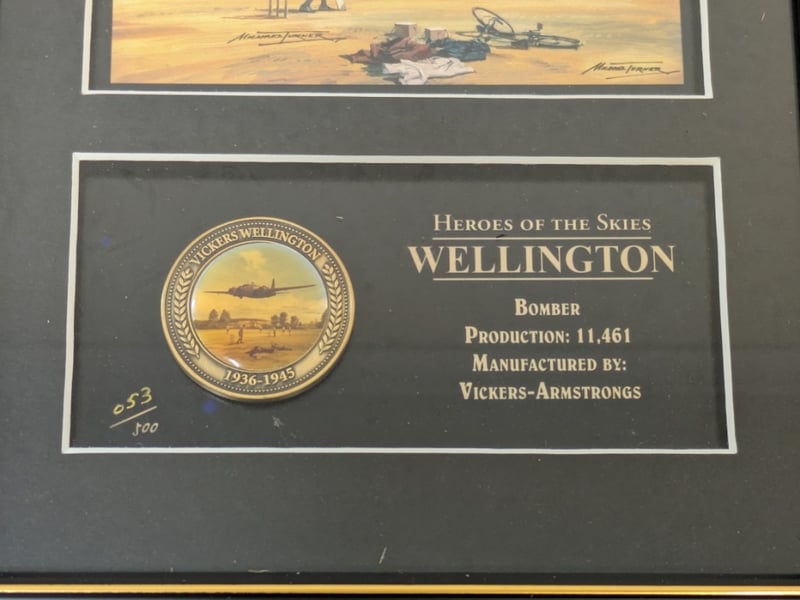 Michael Turner
Michael Turner
VICKERS WELLINGTON
1936-1945
053
500
HEROES OF THE SKIES
WELLINGTON
BOMBER
PRODUCTION: 11,461
MANUFACTURED BY:
VICKERS-ARMSTRONGS